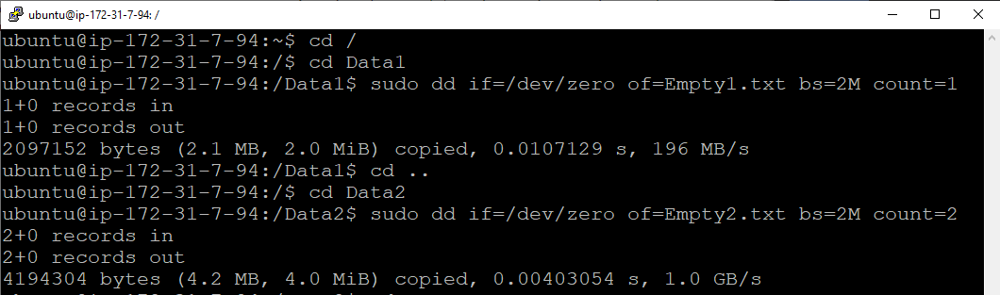 ubuntu@ip-172-31-7-94: /
ubuntu@ip-172-31-7-94:~$ cd /
ubuntu@ip-172-31-7-94:/$ cd Data1
ubuntu@ip-172-31-7-94:/Data1$ sudo dd if=/dev/zero of=Empty1.txt bs=2M count=1
1+0 records in
1+0 records out
2097152 bytes (2.1 MB, 2.0 MiB) copied, 0.0107129 s, 196 MB/s
ubuntu@ip-172-31-7-94:/Data1$ cd ..
ubuntu@ip-172-31-7-94:/$ cd Data2
ubuntu@ip-172-31-7-94:/Data2$ sudo dd if=/dev/zero of=Empty2.txt bs=2M count=2
2+0 records in
2+0 records out
4194304 bytes (4.2 MB, 4.0 MiB) copied, 0.00403054 s, 1.0 GB/s